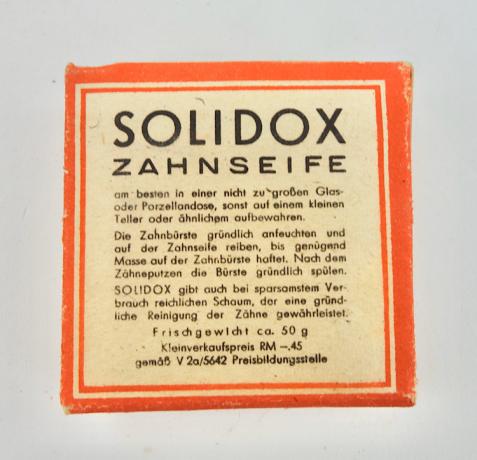 SOLIDOX
ZAHNSEIFE
am besten in einer nicht zu großen Glas-
oder Porzellandose, sonst auf einem kleinen
Teller oder ähnlichem aufbewahren.
Die Zahnbürste gründlich anfeuchten und
auf der Zahnseife reiben, bis genügend
Masse auf der Zahnbürste haftet. Nach dem
Zähneputzen die Bürste gründlich spülen.
SOLIDOX gibt auch bei sparsamstem Ver-
brauch reichlichen Schaum, der eine gründ-
liche Reinigung der Zähne gewährleistet.
Frischgewicht ca. 50 g
Kleinverkaufspreis RM –.45
gemäß V 2a/5642 Preisbildungsstelle